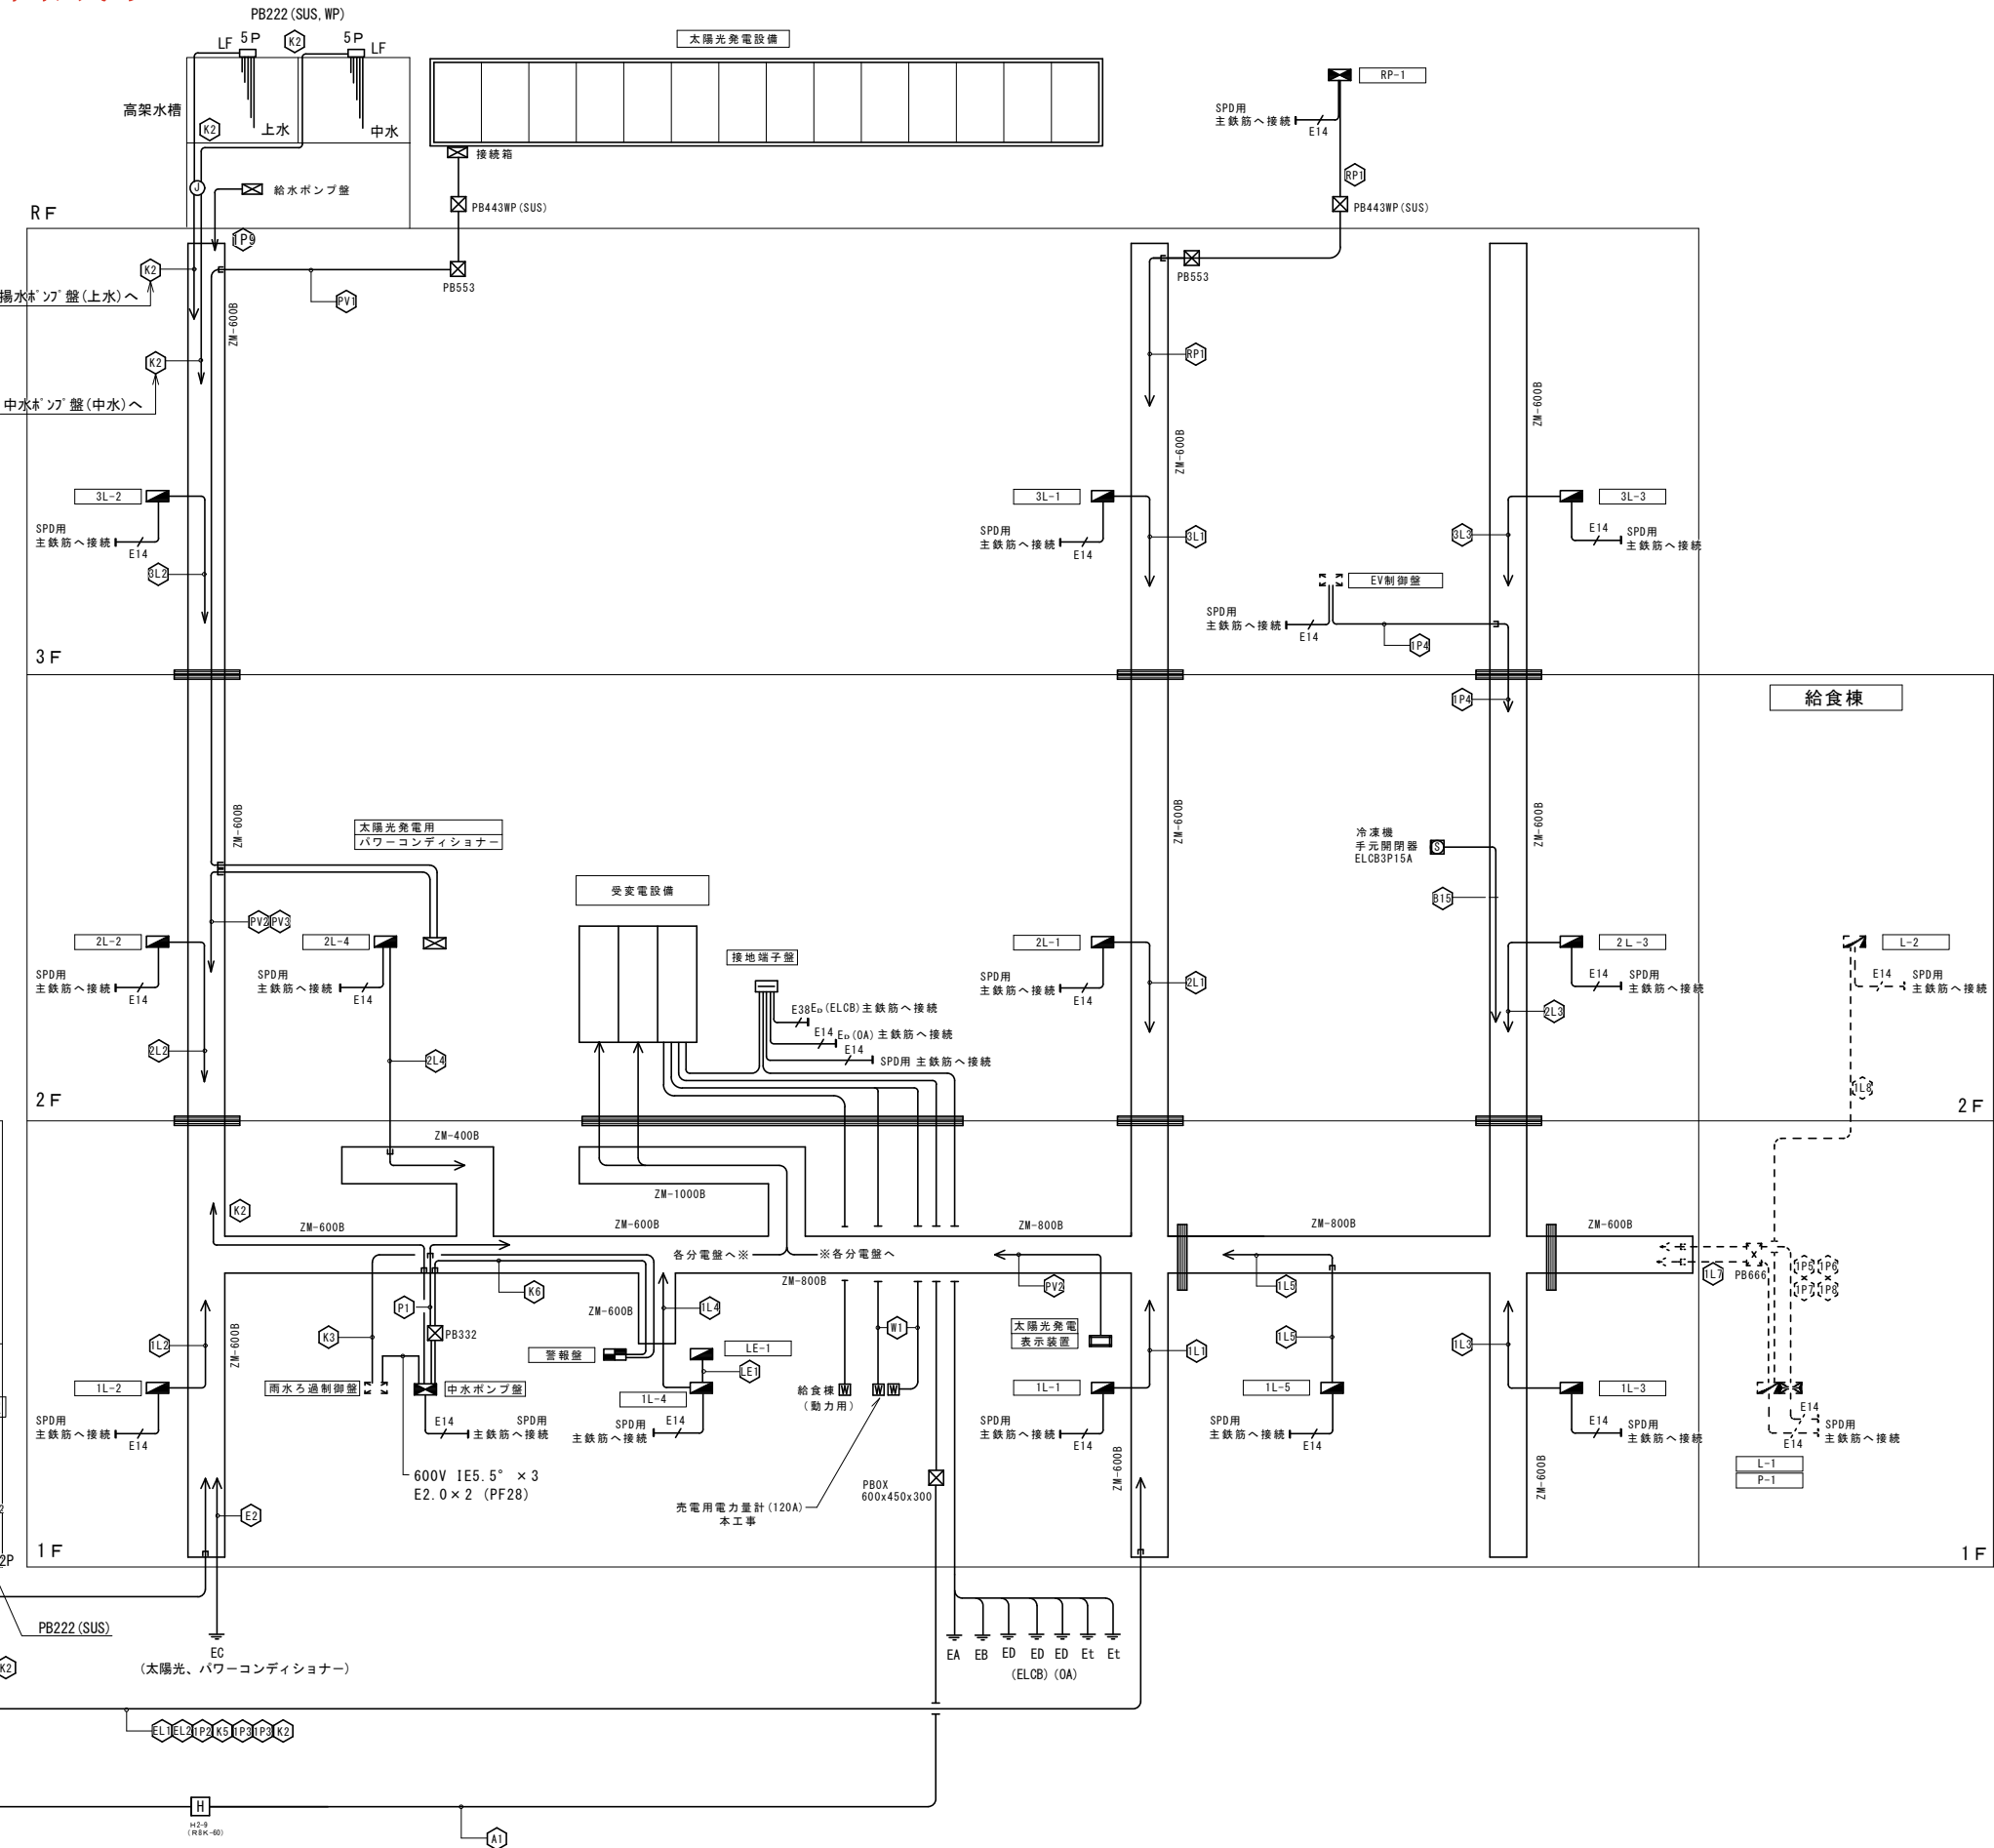 PB222(SUS,WP)
LF
5P
K2
5P
LF
太陽光発電設備
RP-1
高架水槽
K2
上水
中水
接続箱
SPD用
主鉄筋へ接続
E14
J
給水ポンプ盤
PB443WP(SUS)
RP1
PB443WP(SUS)
RF
1P9
K2
PB553
PB553
PV1
揚水ﾎﾟﾝﾌﾟ盤(上水)へ
ZM-600B
K2
RP1
中水ﾎﾟﾝﾌﾟ盤(中水)へ
ZM-600B
ZM-600B
3L-2
SPD用
主鉄筋へ接続
E14
3L2
3L-1
SPD用
主鉄筋へ接続
E14
3L1
3L-3
3L3
E14
SPD用
主鉄筋へ接続
EV制御盤
SPD用
主鉄筋へ接続
E14
1P4
3F
1P4
給食棟
ZM-600B
太陽光発電用
パワーコンディショナー
ZM-600B
ZM-600B
冷凍機
手元開閉器
ELCB3P15A
S
B15
受変電設備
PV2
PV3
2L-2
SPD用
主鉄筋へ接続
E14
2L2
2L-4
SPD用
主鉄筋へ接続
E14
2L4
接地端子盤
E38
ED(ELCB)主鉄筋へ接続
E14
ED(OA)主鉄筋へ接続
E14
SPD用 主鉄筋へ接続
2L-1
SPD用
主鉄筋へ接続
E14
2L1
2L-3
E14
SPD用
主鉄筋へ接続
2L3
L-2
E14
SPD用
主鉄筋へ接続
1L8
2F
2F
ZM-400B
ZM-1000B
K2
ZM-600B
ZM-600B
ZM-800B
ZM-800B
ZM-600B
各分電盤へ※
※各分電盤へ
ZM-800B
PV2
1L5
1L7
PB666
1P5
1P6
1P7
1P8
K6
P1
K3
PB332
ZM-600B
1L4
W1
太陽光発電
表示装置
1L5
1L3
1L2
ZM-600B
警報盤
LE-1
LE1
1L1
1L-2
SPD用
主鉄筋へ接続
E14
雨水ろ過制御盤
中水ポンプ盤
E14
SPD用
主鉄筋へ接続
1L-4
SPD用
主鉄筋へ接続
E14
給食棟
(動力用)
W
W
W
1L-1
SPD用
主鉄筋へ接続
E14
1L-5
SPD用
主鉄筋へ接続
E14
1L-3
E14
SPD用
主鉄筋へ接続
E14
SPD用
主鉄筋へ接続
E14
L-1
P-1
600V IE5.5° ×3
E2.0×2 (PF28)
PBOX
600x450x300
ZM-600B
ZM-600B
売電用電力量計(120A)
本工事
E2
1F
1F
2P
PB222(SUS)
K2
EC
(太陽光、パワーコンディショナー)
EA
EB
ED
ED
ED
Et
Et
(ELCB)
(OA)
EL1
EL2
1P2
K5
1P3
1P3
K2
H
H2-9
(R8K-60)
A1